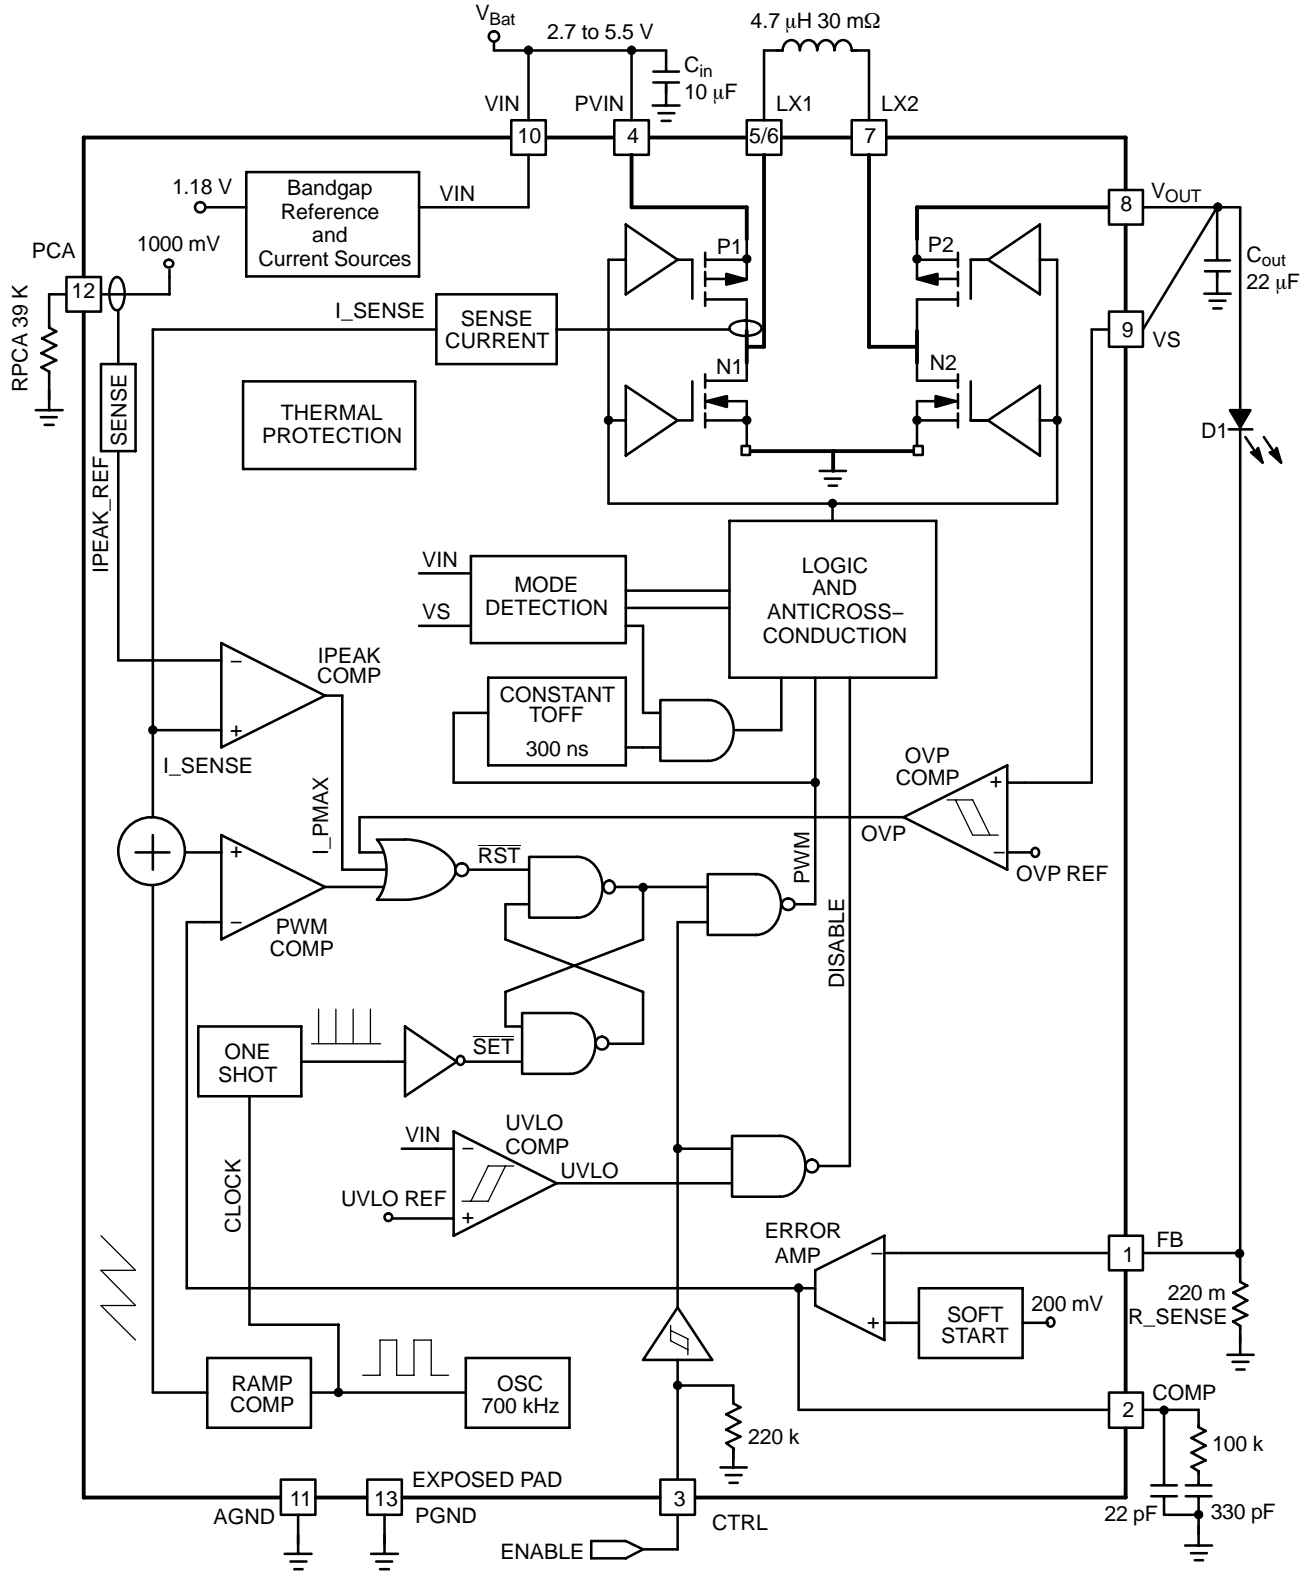 VBat
2.7 to 5.5 V
4.7 μH 30 mΩ
Cin
10 μF
VIN
PVIN
LX1
LX2
10
4
5/6
7
1.18 V
Bandgap
Reference
and
Current Sources
VIN
8
VOUT
PCA
1000 mV
P1
P2
Cout
22 μF
12
RPCA 39 K
I_SENSE
SENSE
CURRENT
9
VS
N1
N2
SENSE
THERMAL
PROTECTION
D1
IPEAK_REF
VIN
VS
MODE
DETECTION
LOGIC
AND
ANTICROSS–
CONDUCTION
–
+
IPEAK
COMP
CONSTANT
TOFF
300 ns
I_SENSE
OVP
COMP
+
–
OVP
OVP REF
I_PMAX
PWM
DISABLE
+
–
PWM
COMP
RST
ONE
SHOT
SET
VIN
UVLO
COMP
–
+
UVLO REF
UVLO
CLOCK
ERROR
AMP
–
+
1
FB
SOFT
START
200 mV
220 m
R_SENSE
RAMP
COMP
OSC
700 kHz
220 k
2
COMP
100 k
22 pF
330 pF
EXPOSED PAD
11
13
3
AGND
PGND
CTRL
ENABLE